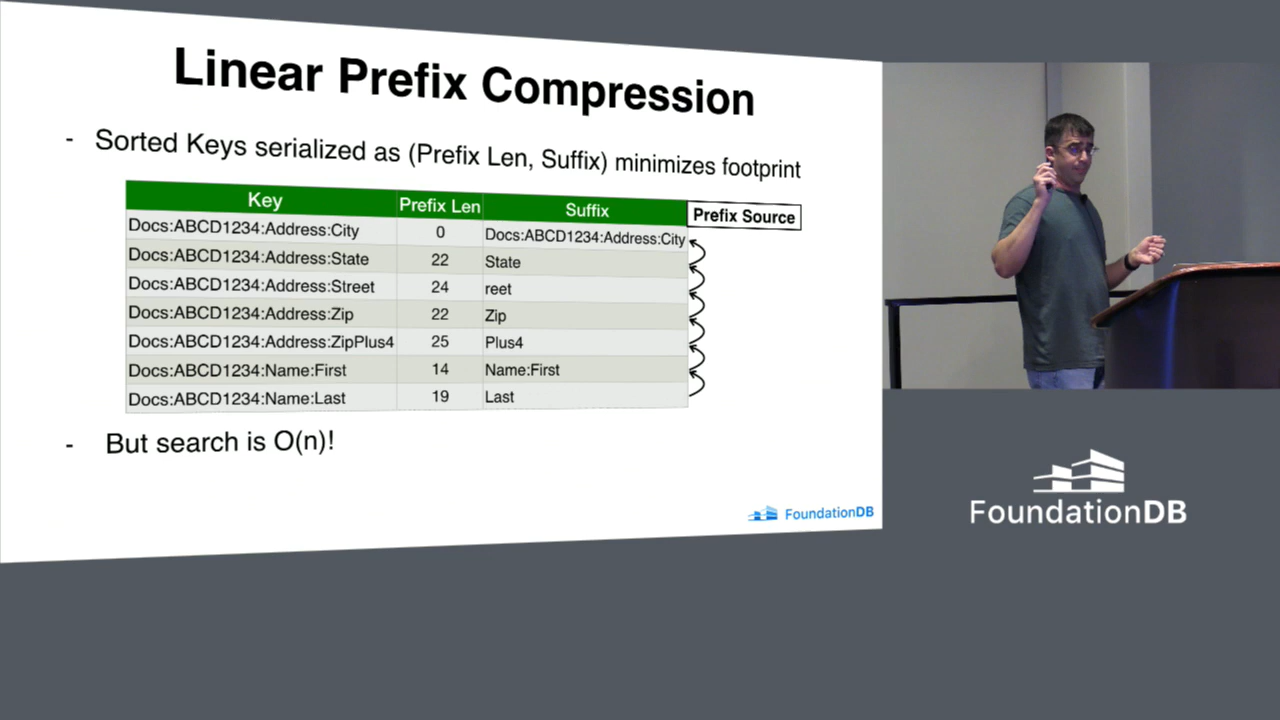 Linear Prefix Compression
- Sorted Keys serialized as (Prefix Len, Suffix) minimizes footprint
Key Prefix Len Suffix Prefix Source
Docs:ABCD1234:Address:City 0 Docs:ABCD1234:Address:City
Docs:ABCD1234:Address:State 22 State
Docs:ABCD1234:Address:Street 24 reet
Docs:ABCD1234:Address:Zip 22 Zip
Docs:ABCD1234:Address:ZipPlus4 25 Plus4
Docs:ABCD1234:Name:First 14 Name:First
Docs:ABCD1234:Name:Last 19 Last
- But search is O(n)!
FoundationDB
FoundationDB